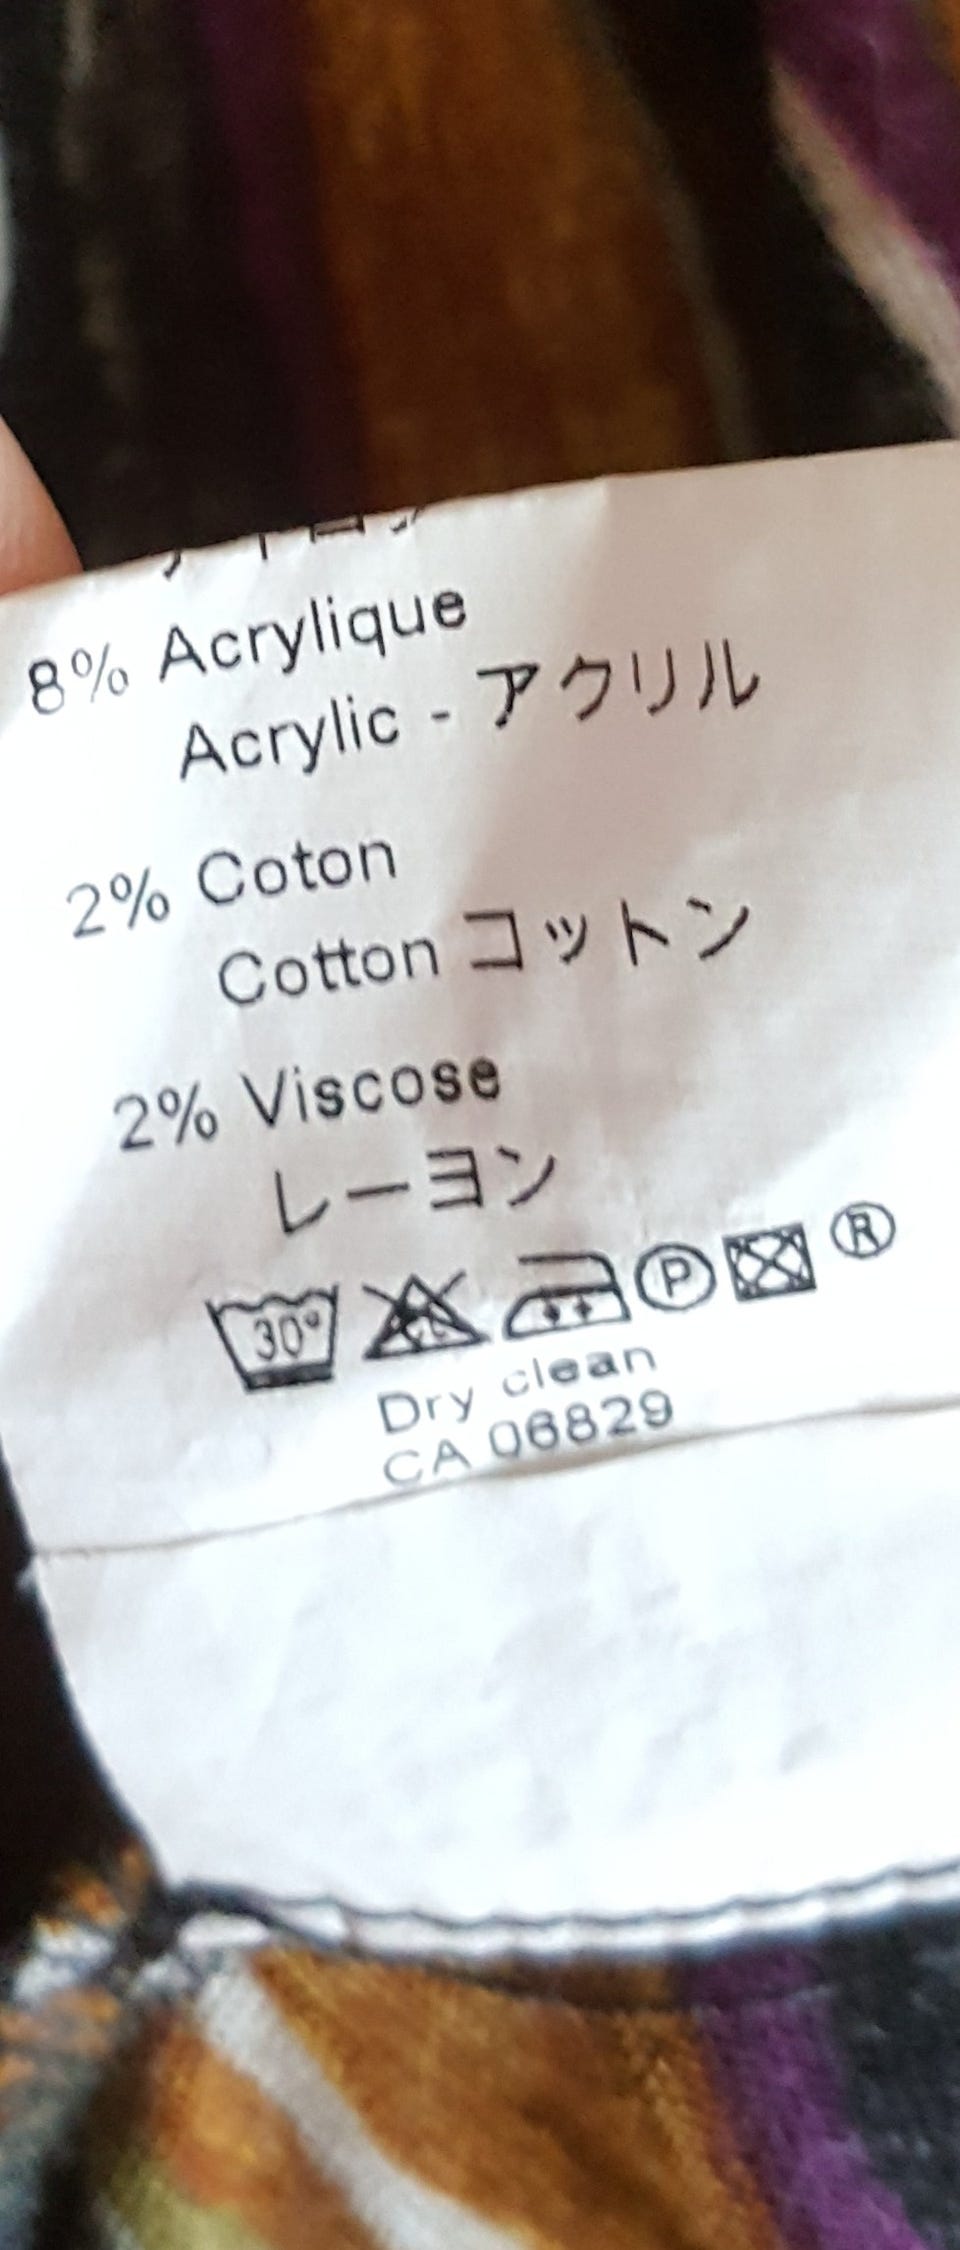 8% Acrylique
Acrylic - アクリル
2% Coton
Cotton コットン
2% Viscose
レーヨン
30° P ®
Dry clean
CA 06829